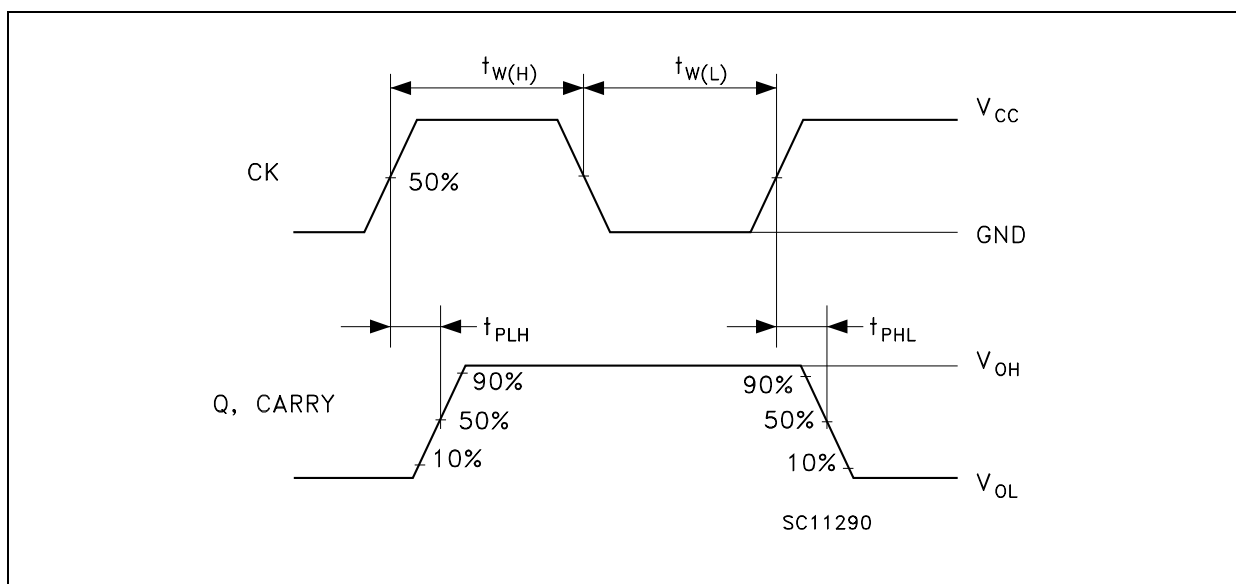 tW(H)
tW(L)
VCC
CK
50%
GND
tPLH
tPHL
VOH
90%
90%
Q, CARRY
50%
50%
10%
10%
VOL
SC11290